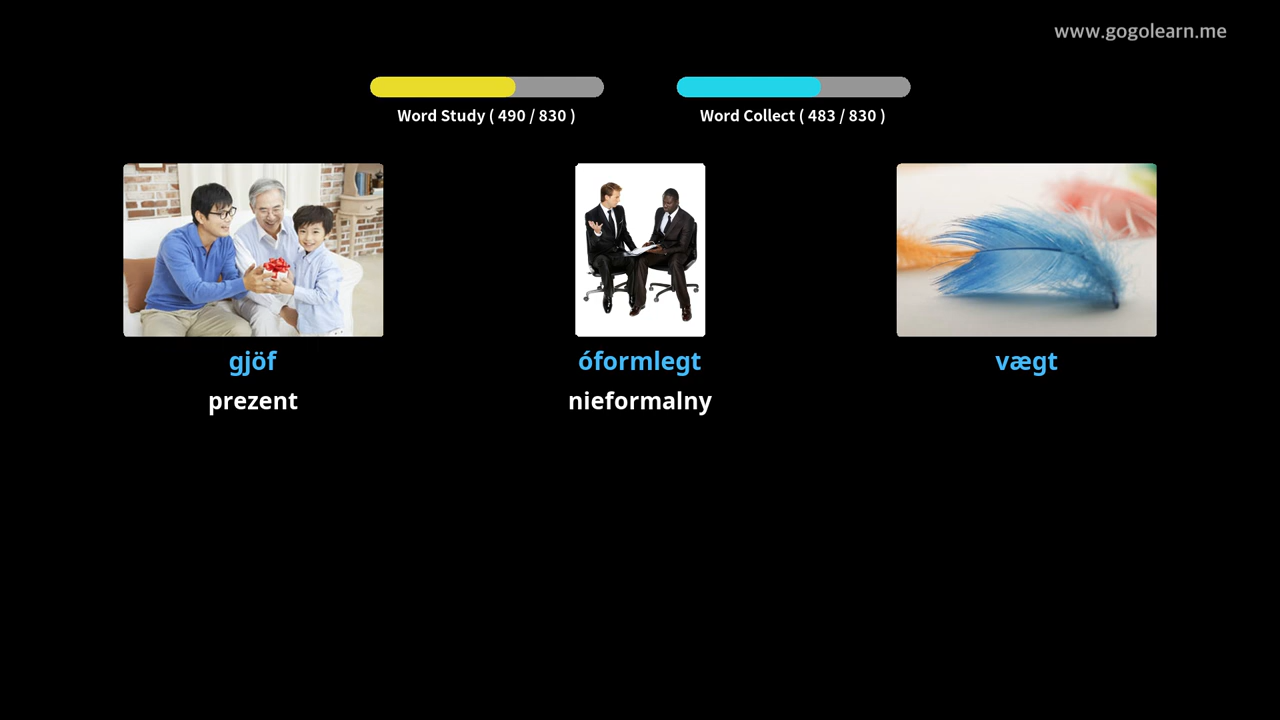 www.gogolearn.me
Word Study ( 490 / 830 )
Word Collect ( 483 / 830 )
gjöf
óformlegt
vægt
prezent
nieformalny